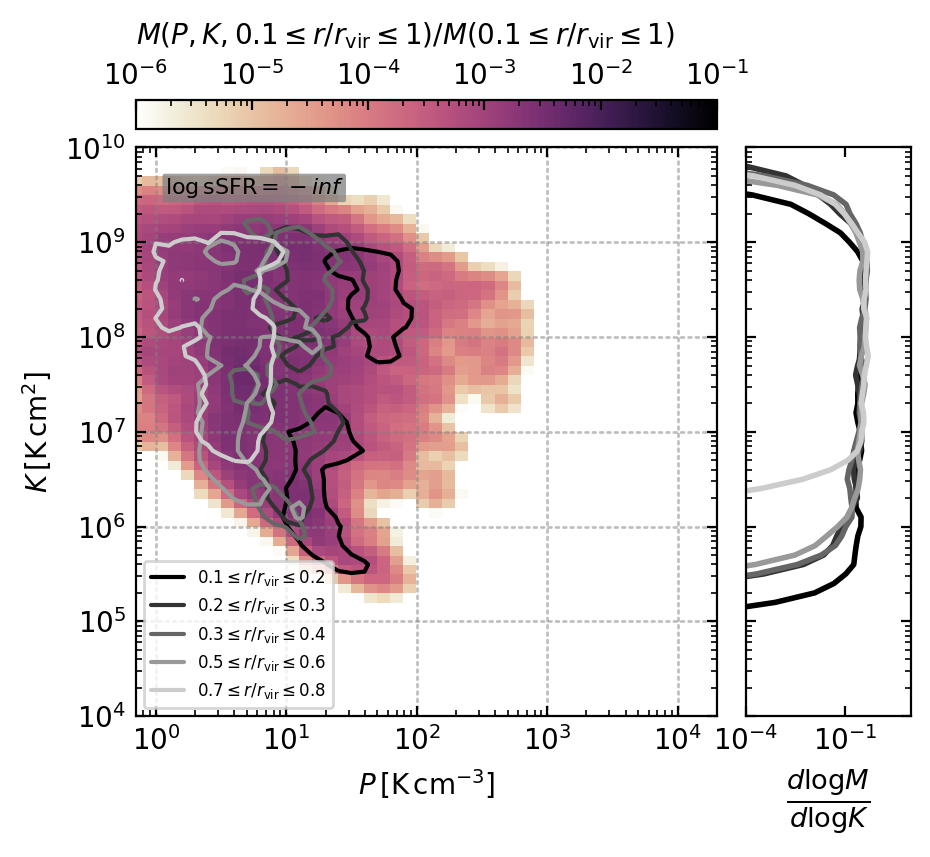 M(P, K, 0.1 ≤ r/r_vir ≤ 1)/M(0.1 ≤ r/r_vir ≤ 1)
10^−6 10^−5 10^−4 10^−3 10^−2 10^−1
log sSFR = −inf
10^10
10^9
10^8
10^7
10^6
10^5
10^4
K [K cm^2]
0.1 ≤ r/r_vir ≤ 0.2
0.2 ≤ r/r_vir ≤ 0.3
0.3 ≤ r/r_vir ≤ 0.4
0.5 ≤ r/r_vir ≤ 0.6
0.7 ≤ r/r_vir ≤ 0.8
10^0 10^1 10^2 10^3 10^4
P [K cm^−3]
10^−4 10^−1
dlogM
dlogK